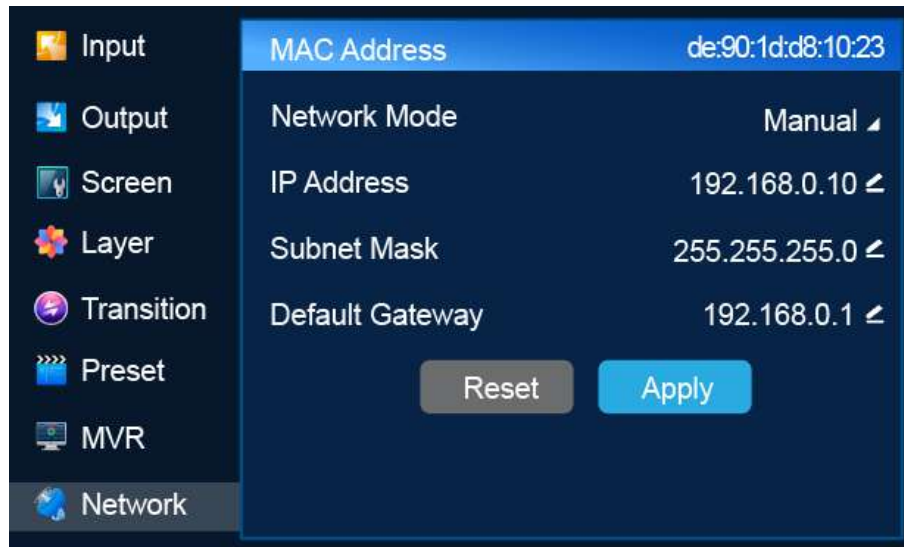 Input
Output
Screen
Layer
Transition
Preset
MVR
Network
MAC Address de:90:1d:d8:10:23
Network Mode Manual
IP Address 192.168.0.10
Subnet Mask 255.255.255.0
Default Gateway 192.168.0.1
Reset Apply